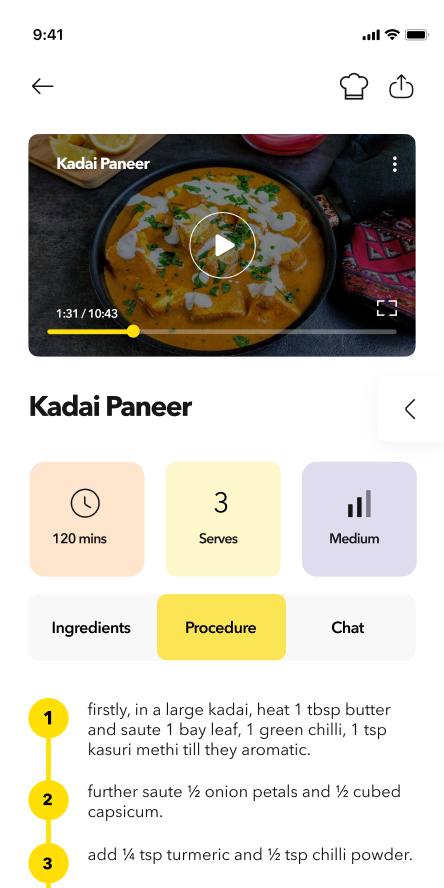 9:41
Kadai Paneer
1:31 / 10:43
Kadai Paneer
120 mins
3
Serves
Medium
Ingredients
Procedure
Chat
1
firstly, in a large kadai, heat 1 tbsp butter
and saute 1 bay leaf, 1 green chilli, 1 tsp
kasuri methi till they aromatic.
2
further saute ½ onion petals and ½ cubed
capsicum.
3
add ¼ tsp turmeric and ½ tsp chilli powder.